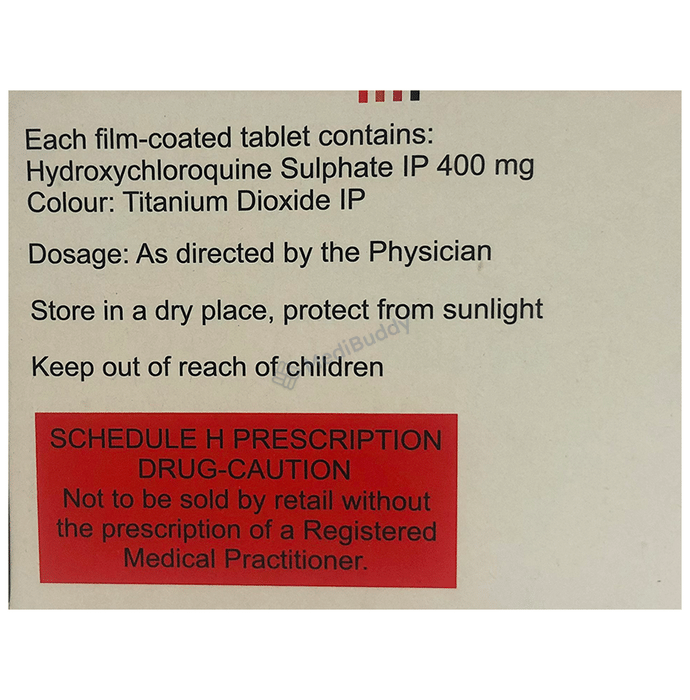 Each film-coated tablet contains:
Hydroxychloroquine Sulphate IP 400 mg
Colour: Titanium Dioxide IP
Dosage: As directed by the Physician
Store in a dry place, protect from sunlight
MediBuddy
Keep out of reach of children
SCHEDULE H PRESCRIPTION
DRUG-CAUTION
Not to be sold by retail without
the prescription of a Registered
Medical Practitioner.